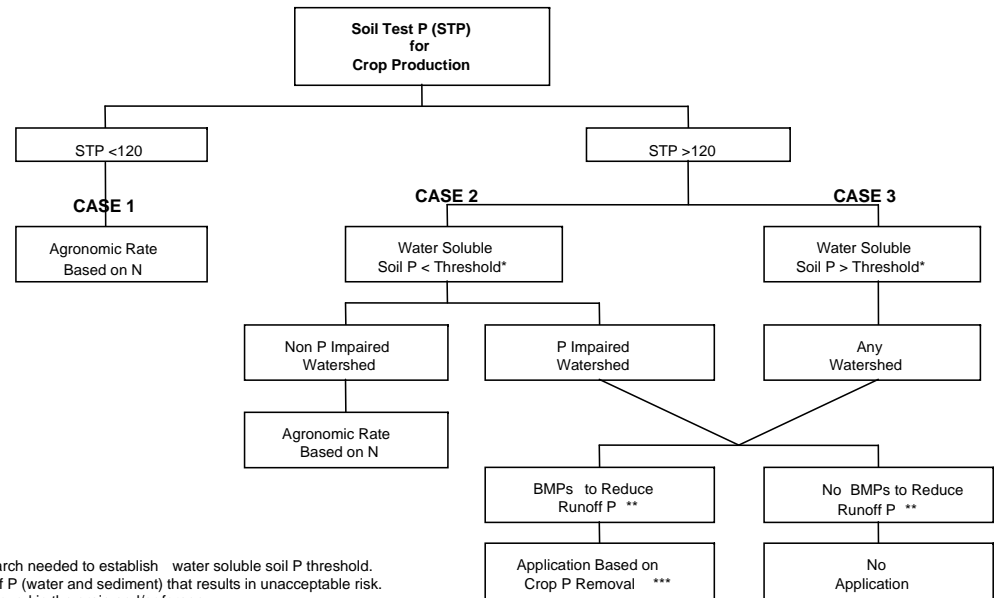 Soil Test P (STP)
for
Crop Production
STP <120
STP >120
CASE 1
CASE 2
CASE 3
Agronomic Rate
Based on N
Water Soluble
Soil P < Threshold*
Water Soluble
Soil P > Threshold*
Non P Impaired
Watershed
P Impaired
Watershed
Any
Watershed
Agronomic Rate
Based on N
BMPs to Reduce
Runoff P **
No BMPs to Reduce
Runoff P **
Application Based on
Crop P Removal ***
No
Application
needed to establish water soluble soil P threshold.
P (water and sediment) that results in unacceptable risk.